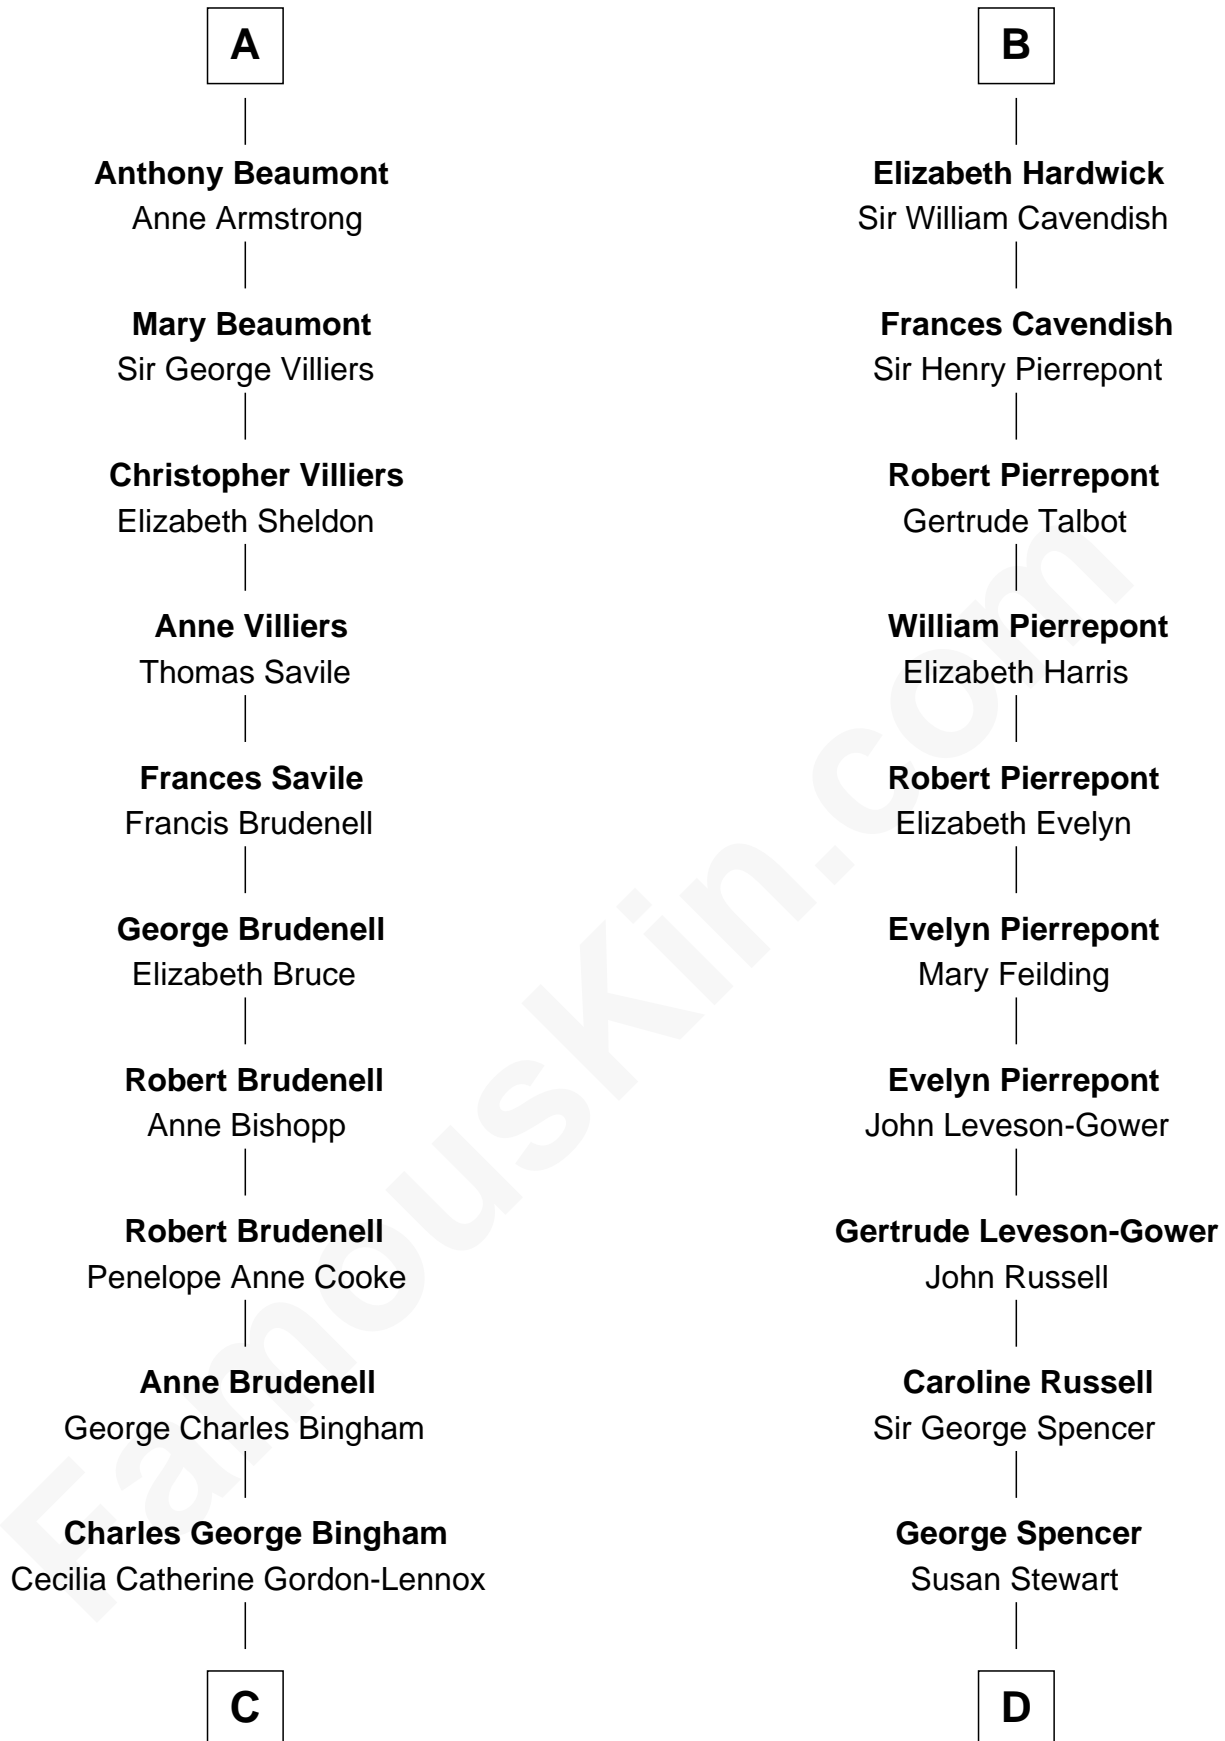 A
Anthony Beaumont
Anne Armstrong
Mary Beaumont
Sir George Villiers
Christopher Villiers
Elizabeth Sheldon
Anne Villiers
Thomas Savile
Frances Savile
Francis Brudenell
George Brudenell
Elizabeth Bruce
Robert Brudenell
Anne Bishopp
Robert Brudenell
Penelope Anne Cooke
Anne Brudenell
George Charles Bingham
Charles George Bingham
Cecilia Catherine Gordon-Lennox
C
B
Elizabeth Hardwick
Sir William Cavendish
Frances Cavendish
Sir Henry Pierrepont
Robert Pierrepont
Gertrude Talbot
William Pierrepont
Elizabeth Harris
Robert Pierrepont
Elizabeth Evelyn
Evelyn Pierrepont
Mary Feilding
Evelyn Pierrepont
John Leveson-Gower
Gertrude Leveson-Gower
John Russell
Caroline Russell
Sir George Spencer
George Spencer
Susan Stewart
D
FamousKin.com